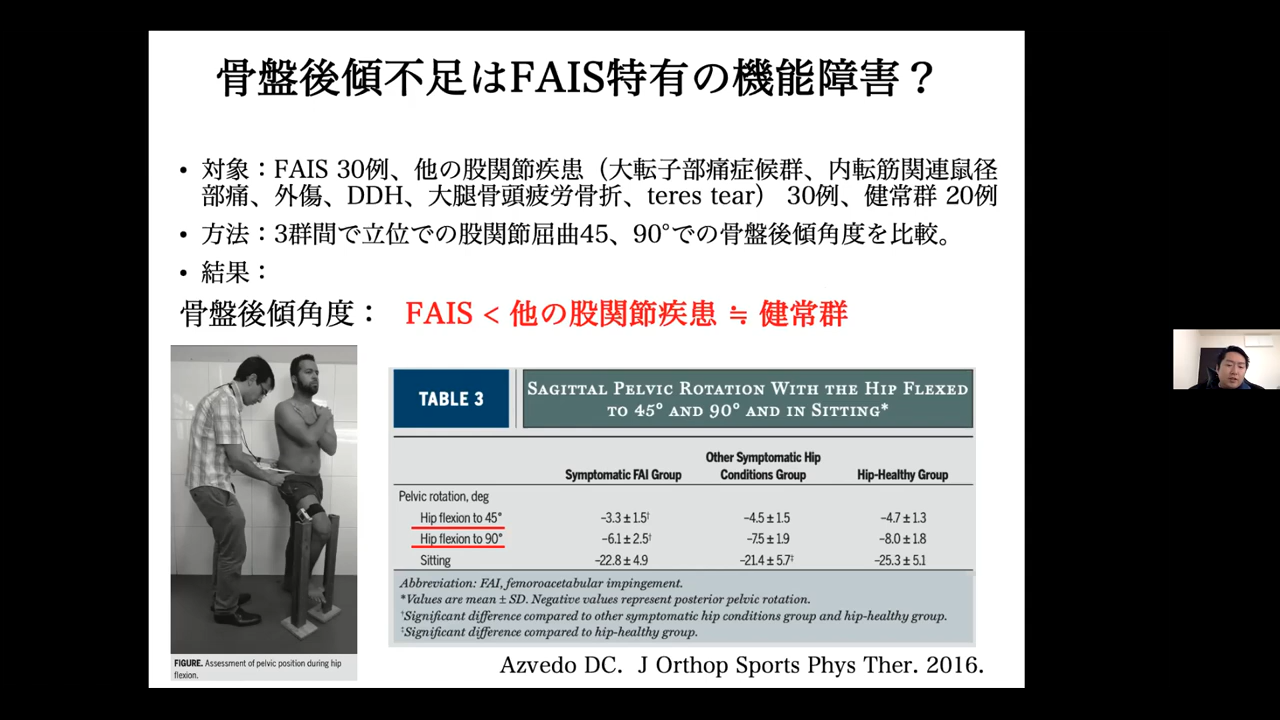 骨盤後傾不足はFAIS特有の機能障害？
• 対象：FAIS 30例、他の股関節疾患（大転子部痛症候群、内転筋関連鼠径
部痛、外傷、DDH、大腿骨頭疲労骨折、teres tear） 30例、健常群 20例
• 方法：3群間で立位での股関節屈曲45、90°での骨盤後傾角度を比較。
• 結果：
骨盤後傾角度： FAIS < 他の股関節疾患 ≒ 健常群
FIGURE. Assessment of pelvic position during hip
flexion.
TABLE 3
SAGITTAL PELVIC ROTATION WITH THE HIP FLEXED
TO 45° AND 90° AND IN SITTING*
Symptomatic FAI Group
Other Symptomatic Hip
Conditions Group
Hip-Healthy Group
Pelvic rotation, deg
Hip flexion to 45° −3.3 ± 1.5† −4.5 ± 1.5 −4.7 ± 1.3
Hip flexion to 90° −6.1 ± 2.5† −7.5 ± 1.9 −8.0 ± 1.8
Sitting −22.8 ± 4.9 −21.4 ± 5.7‡ −25.3 ± 5.1
Abbreviation: FAI, femoroacetabular impingement.
*Values are mean ± SD. Negative values represent posterior pelvic rotation.
†Significant difference compared to other symptomatic hip conditions group and hip-healthy group.
‡Significant difference compared to hip-healthy group.
Azvedo DC. J Orthop Sports Phys Ther. 2016.